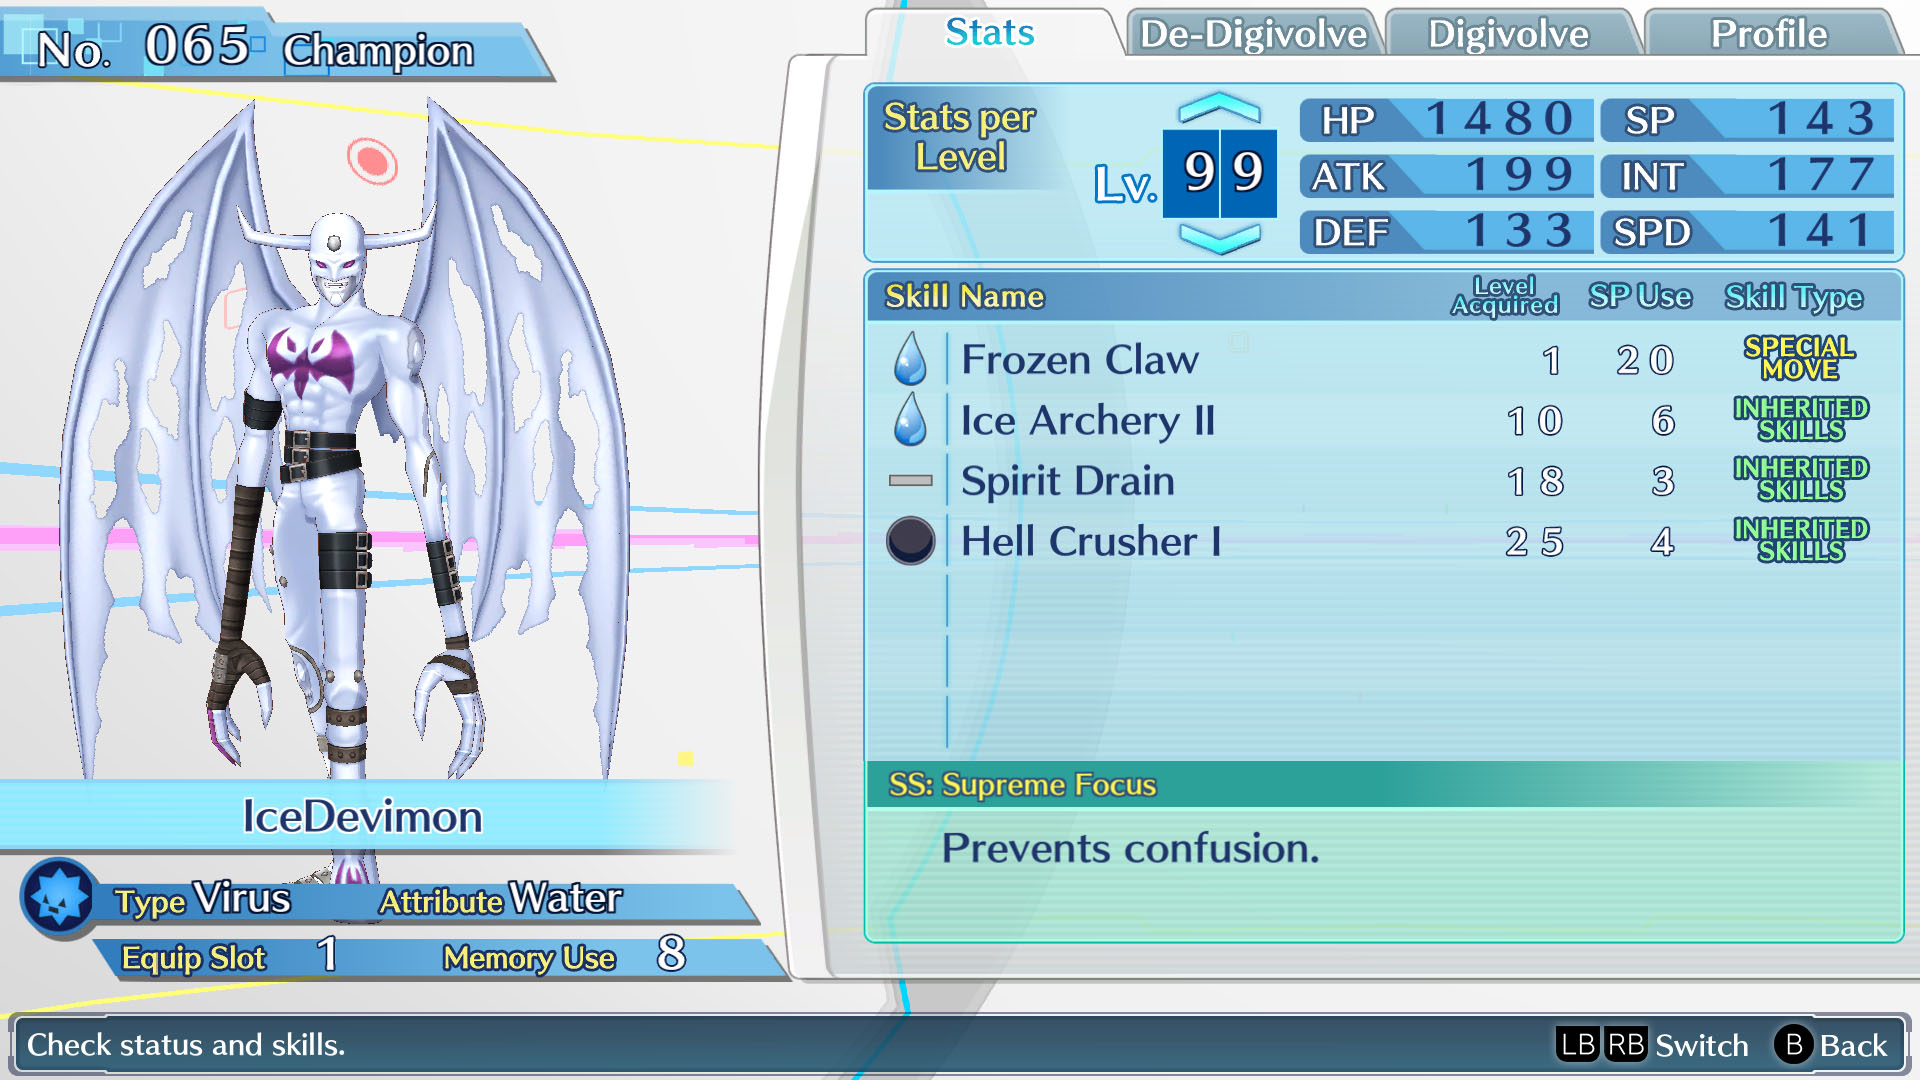 No. 065 Champion
Stats De-Digivolve Digivolve Profile
Stats per
Level
Lv. 99
HP 1480 SP 143
ATK 199 INT 177
DEF 133 SPD 141
Skill Name Level Acquired SP Use Skill Type
Frozen Claw 1 20 SPECIAL MOVE
Ice Archery II 10 6 INHERITED SKILLS
Spirit Drain 18 3 INHERITED SKILLS
Hell Crusher I 25 4 INHERITED SKILLS
SS: Supreme Focus
Prevents confusion.
IceDevimon
Type Virus Attribute Water
Equip Slot 1 Memory Use 8
Check status and skills.
LB RB Switch B Back